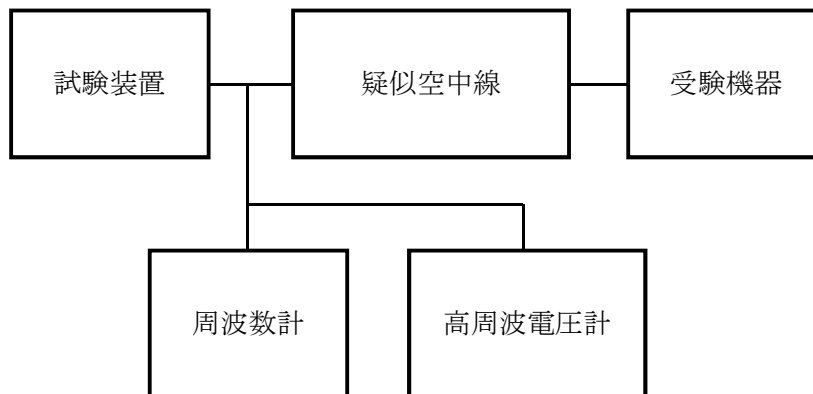 試験装置
疑似空中線
受験機器
周波数計
高周波電圧計